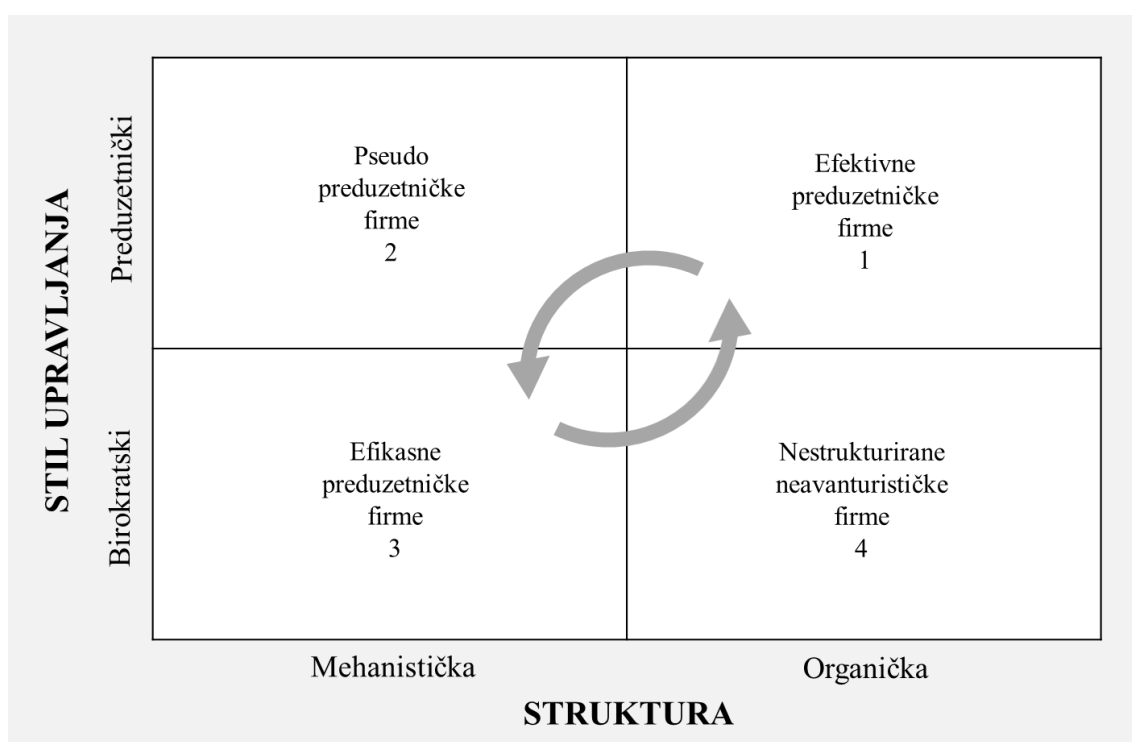 STIL UPRAVLJANJA
Preduzetnički
Birokratski
Pseudo
preduzetničke
firme
2
Efektivne
preduzetničke
firme
1
Efikasne
preduzetničke
firme
3
Nestrukturirane
neavanturističke
firme
4
Mehanistička
Organička
STRUKTURA